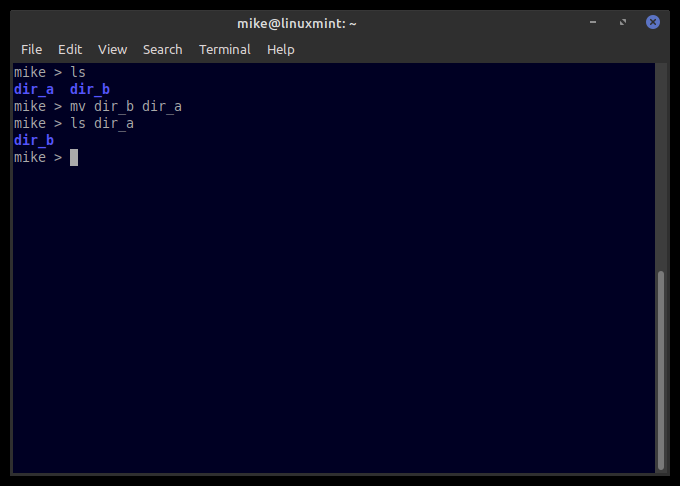 mike@linuxmint: ~
File Edit View Search Terminal Help
mike > ls
dir_a  dir_b
mike > mv dir_b dir_a
mike > ls dir_a
dir_b
mike >